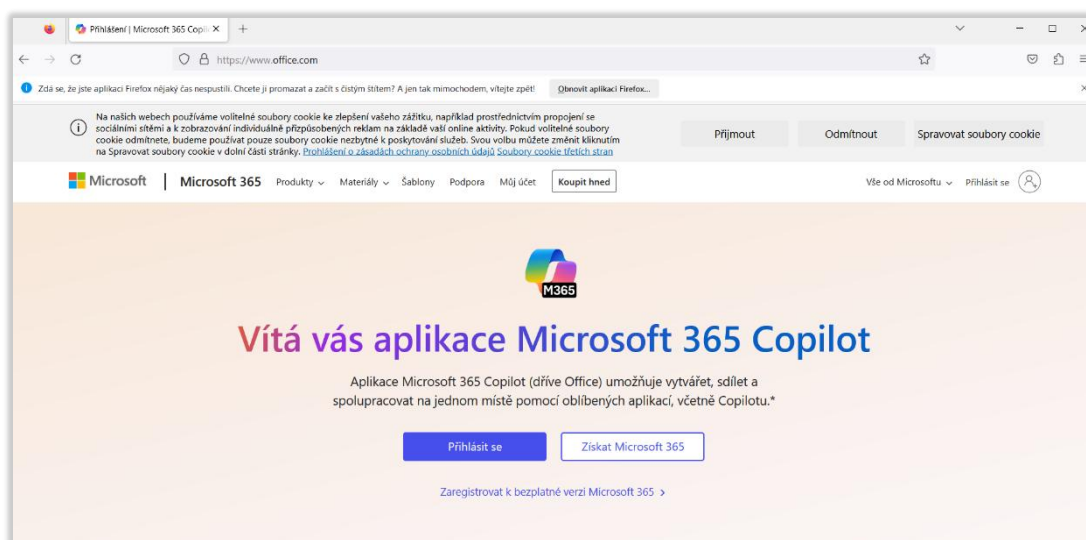 Přihlášení | Microsoft 365 Copil
https://www.office.com
Zdá se, že jste aplikaci Firefox nějaký čas nespustili. Chcete ji promazat a začít s čistým štítem? A jen tak mimochodem, vítejte zpět! Obnovit aplikaci Firefox...
Na našich webech používáme volitelné soubory cookie ke zlepšení vašeho zážitku, například prostřednictvím propojení se
sociálními sítěmi a k zobrazování individuálně přizpůsobených reklam na základě vaší online aktivity. Pokud volitelné soubory
cookie odmítnete, budeme používat pouze soubory cookie nezbytné k poskytování služeb. Svou volbu můžete změnit kliknutím
na Spravovat soubory cookie v dolní části stránky. Prohlášení o zásadách ochrany osobních údajů Soubory cookie třetích stran
Přijmout Odmítnout Spravovat soubory cookie
Microsoft Microsoft 365 Produkty Materiály Šablony Podpora Můj účet Koupit hned Vše od Microsoftu Přihlásit se
M365
Vítá vás aplikace Microsoft 365 Copilot
Aplikace Microsoft 365 Copilot (dříve Office) umožňuje vytvářet, sdílet a
spolupracovat na jednom místě pomocí oblíbených aplikací, včetně Copilotu.*
Přihlásit se Získat Microsoft 365
Zaregistrovat k bezplatné verzi Microsoft 365 >